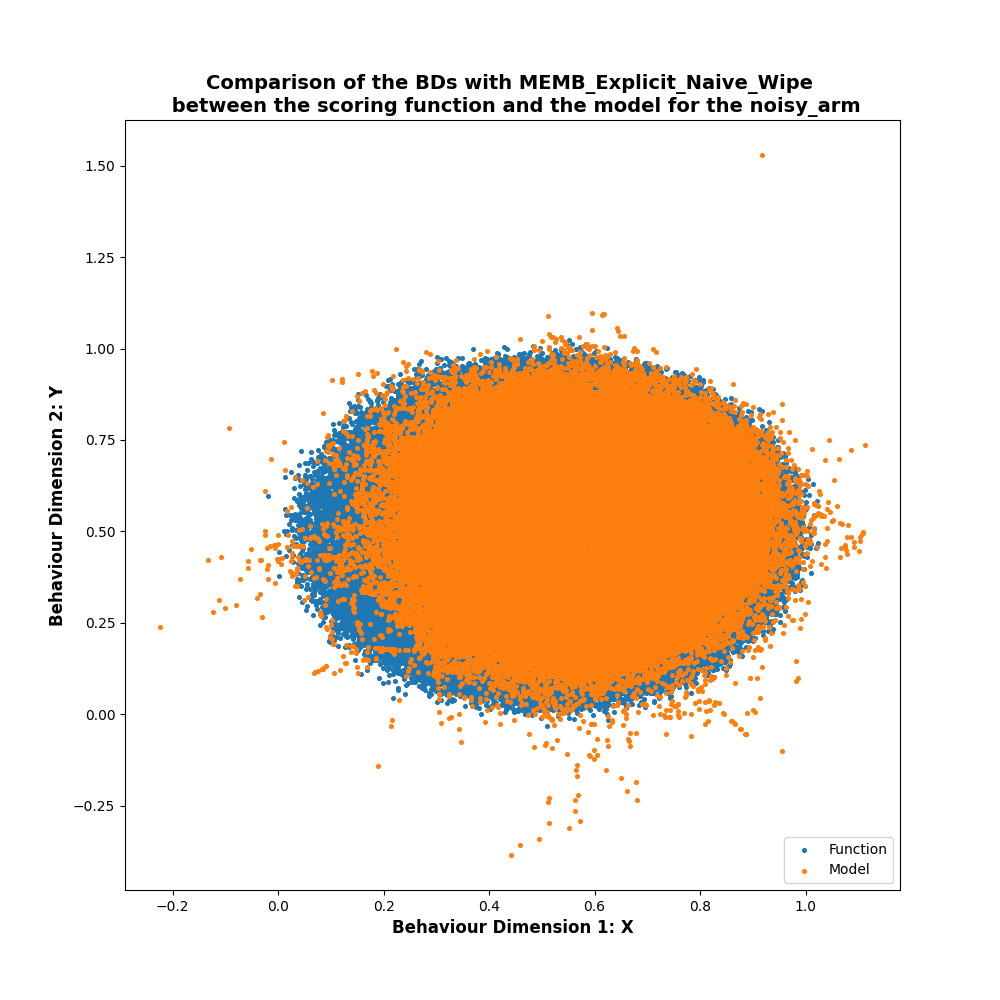 Comparison of the BDs with MEMB_Explicit_Naive_Wipe
between the scoring function and the model for the noisy_arm
1.50
1.25
1.00
0.75
0.50
0.25
0.00
−0.25
Behaviour Dimension 2: Y
Function
Model
−0.2
0.0
0.2
0.4
0.6
0.8
1.0
Behaviour Dimension 1: X